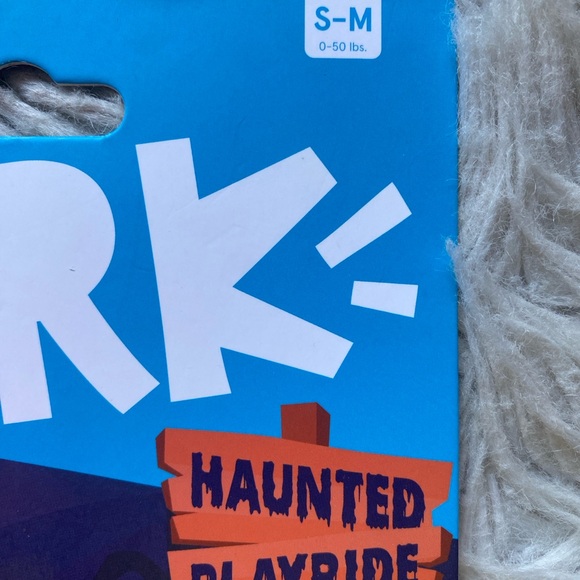 S–M
0-50 lbs.
RK
HAUNTED
PLAYRIDE